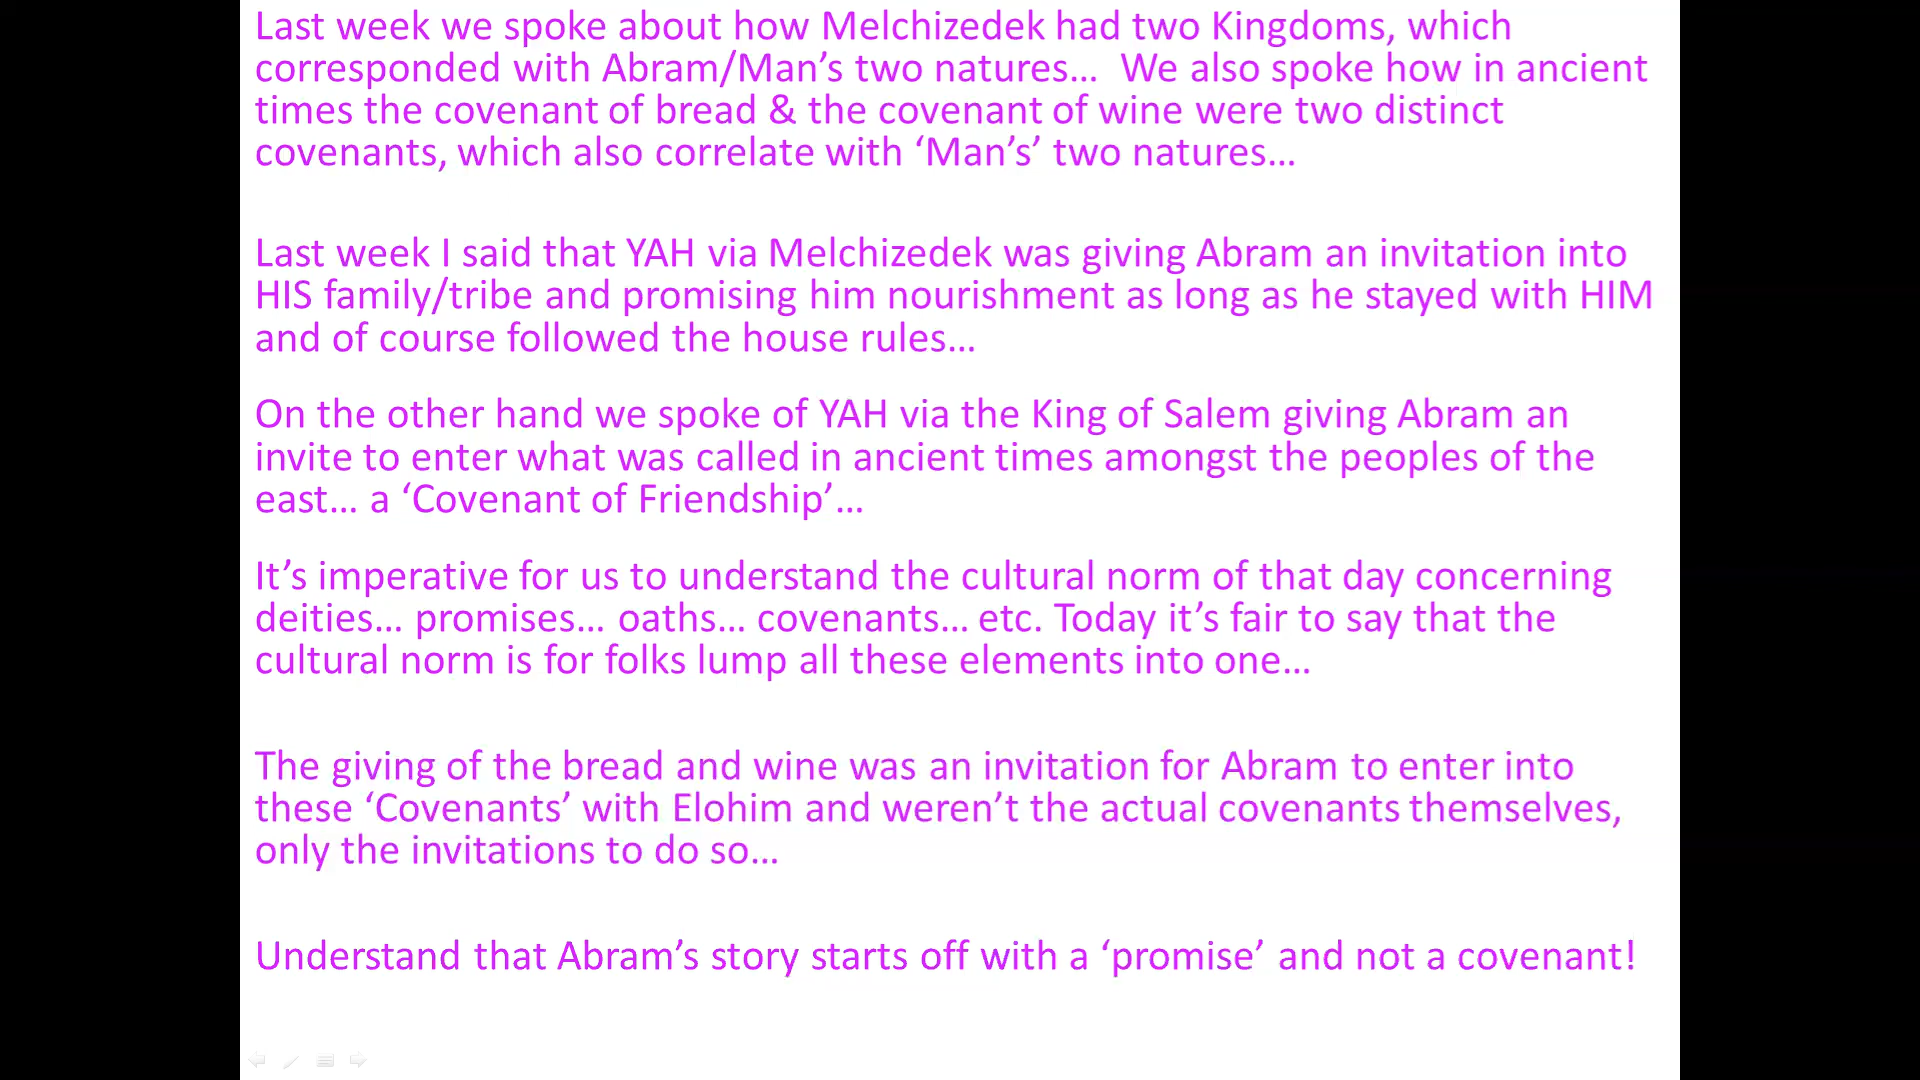 Last week we spoke about how Melchizedek had two Kingdoms, which
corresponded with Abram/Man’s two natures…  We also spoke how in ancient
times the covenant of bread & the covenant of wine were two distinct
covenants, which also correlate with ‘Man’s’ two natures…
Last week I said that YAH via Melchizedek was giving Abram an invitation into
HIS family/tribe and promising him nourishment as long as he stayed with HIM
and of course followed the house rules…
On the other hand we spoke of YAH via the King of Salem giving Abram an
invite to enter what was called in ancient times amongst the peoples of the
east… a ‘Covenant of Friendship’…
It’s imperative for us to understand the cultural norm of that day concerning
deities… promises… oaths… covenants… etc. Today it’s fair to say that the
cultural norm is for folks lump all these elements into one…
The giving of the bread and wine was an invitation for Abram to enter into
these ‘Covenants’ with Elohim and weren’t the actual covenants themselves,
only the invitations to do so…
Understand that Abram’s story starts off with a ‘promise’ and not a covenant!